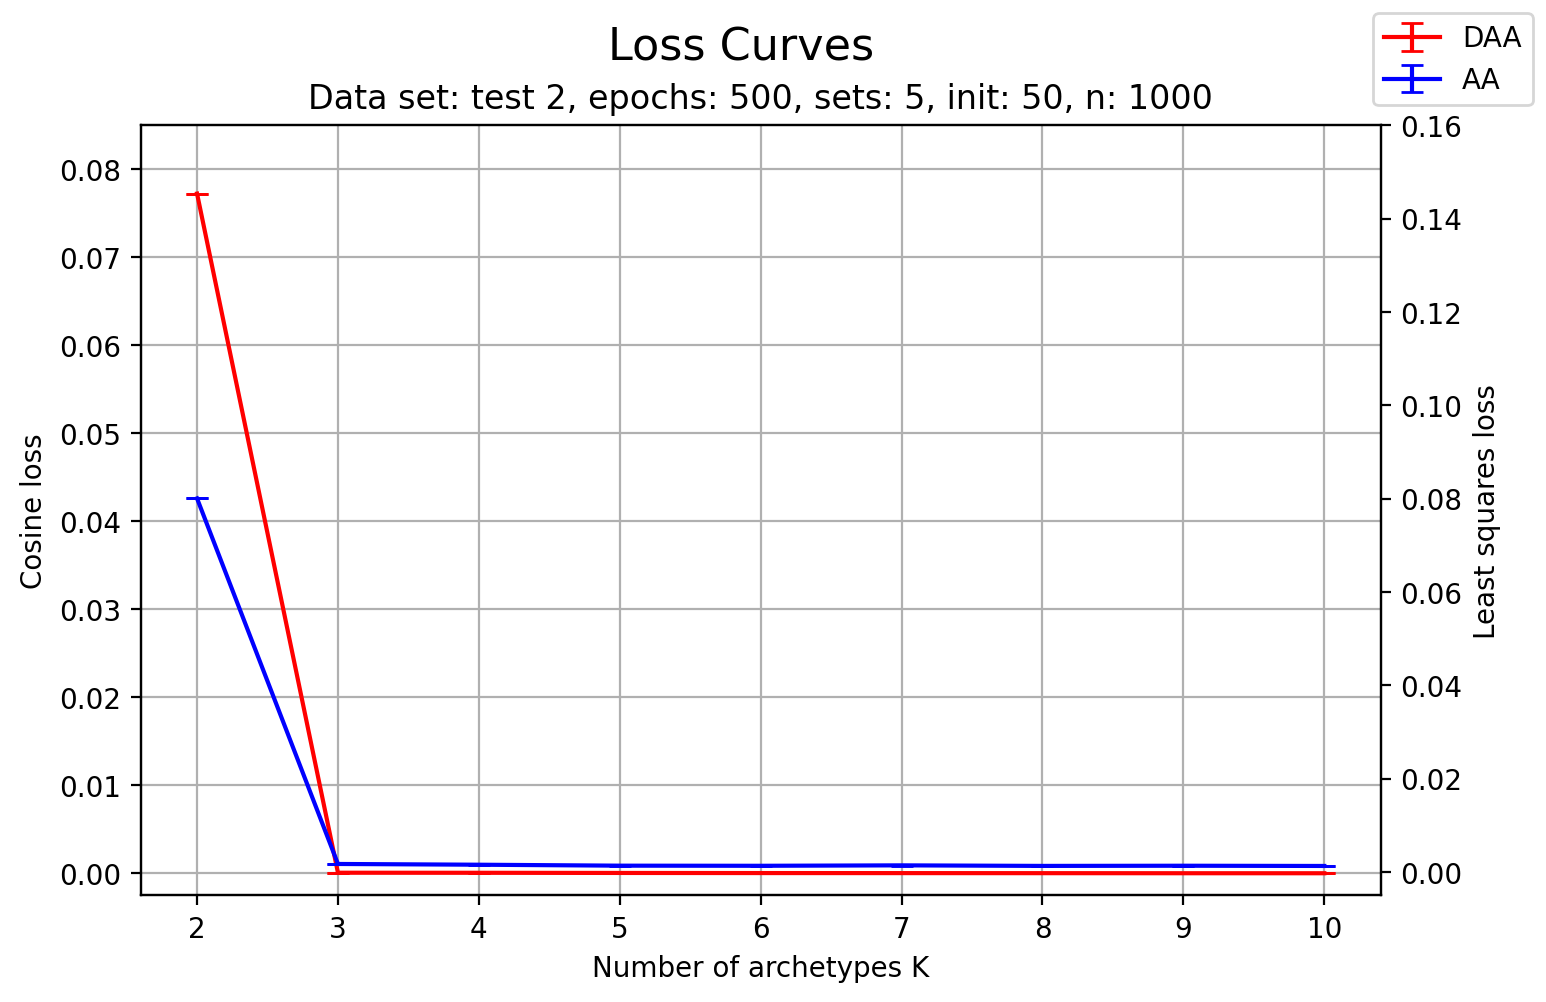 Loss Curves
Data set: test 2, epochs: 500, sets: 5, init: 50, n: 1000
DAA
AA
Cosine loss
0.08
0.07
0.06
0.05
0.04
0.03
0.02
0.01
0.00
0.16
0.14
0.12
0.10
0.08
0.06
0.04
0.02
0.00
Least squares loss
2 3 4 5 6 7 8 9 10
Number of archetypes K